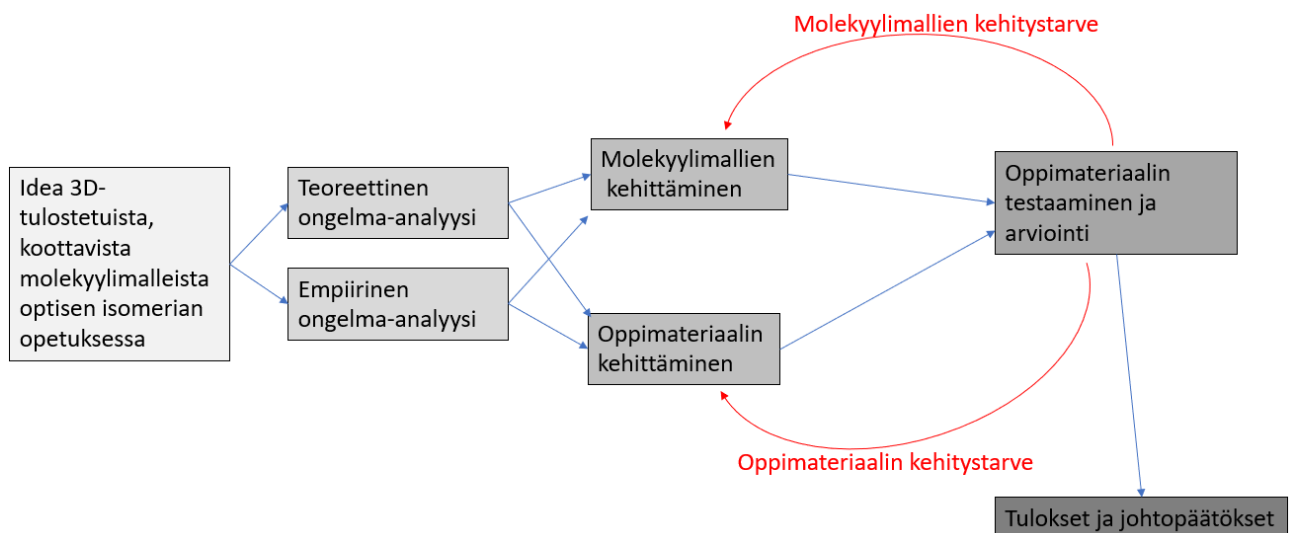 Molekyylimallien kehitystarve
Idea 3D-
tulostetuista,
koottavista
molekyylimalleista
optisen isomerian
opetuksessa
Teoreettinen
ongelma-analyysi
Empiirinen
ongelma-analyysi
Molekyylimallien
kehittäminen
Oppimateriaalin
kehittäminen
Oppimateriaalin
testaaminen ja
arviointi
Oppimateriaalin kehitystarve
Tulokset ja johtopäätökset